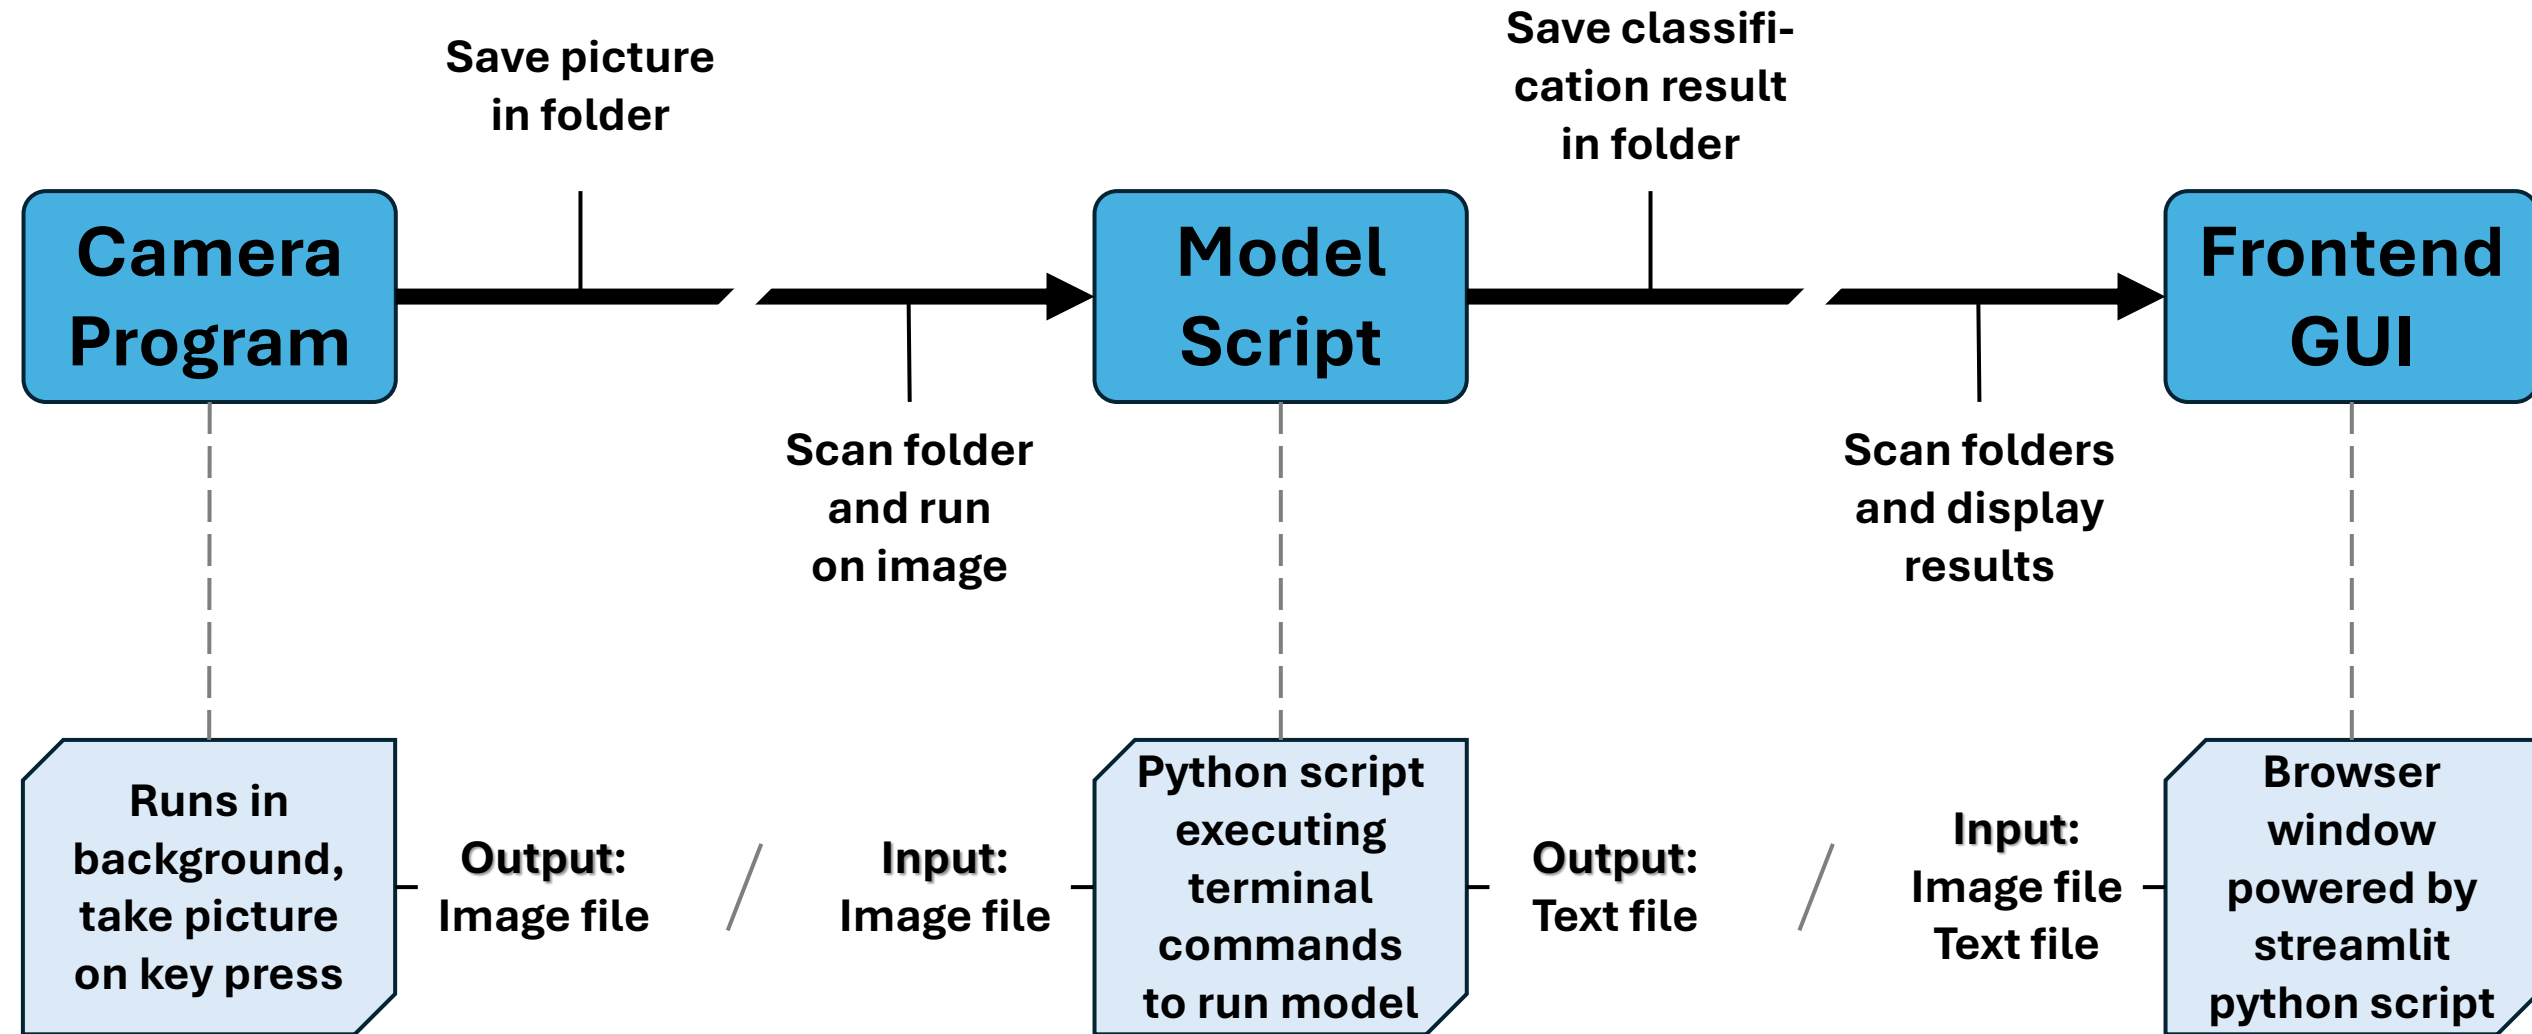 Save picture
in folder
Save classifi-
cation result
in folder
Camera
Program
Model
Script
Frontend
GUI
Scan folder
and run
on image
Scan folders
and display
results
Runs in
background,
take picture
on key press
Output:
Image file
/
Input:
Image file
Python script
executing
terminal
commands
to run model
Output:
Text file
/
Input:
Image file
Text file
Browser
window
powered by
streamlit
python script